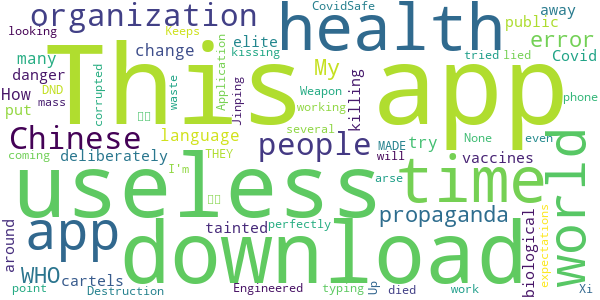 This app
useless
download
health
time
world
app
people
Chinese
organization
propaganda
WHO
error
language
My
killing
biological
tainted
deliberately
vaccines
cartels
change
elite
danger
many
public
away
Covid
CovidSafe
looking
Keeps
kissing
tried
lied
How
put
mass
DND
corrupted
waste
Application
Jinping
Weapon
working
several
None
even
phone
MADE
will
try
coming
I'm
THEY
arse
perfectly
around
point
Destruction
Engineered
typing
Up
died
work
expectations
Xi